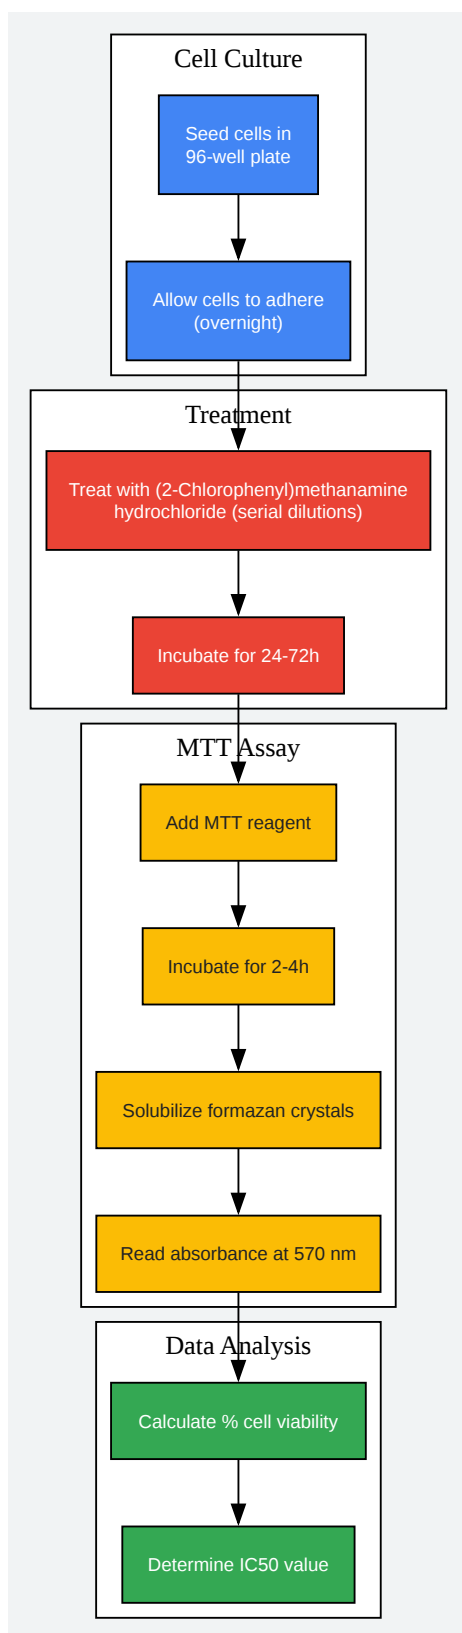 Cell Culture
Seed cells in
96-well plate
Allow cells to adhere
(overnight)
Treatment
Treat with (2-Chlorophenyl)methanamine
hydrochloride (serial dilutions)
Incubate for 24-72h
MTT Assay
Add MTT reagent
Incubate for 2-4h
Solubilize formazan crystals
Read absorbance at 570 nm
Data Analysis
Calculate % cell viability
Determine IC50 value